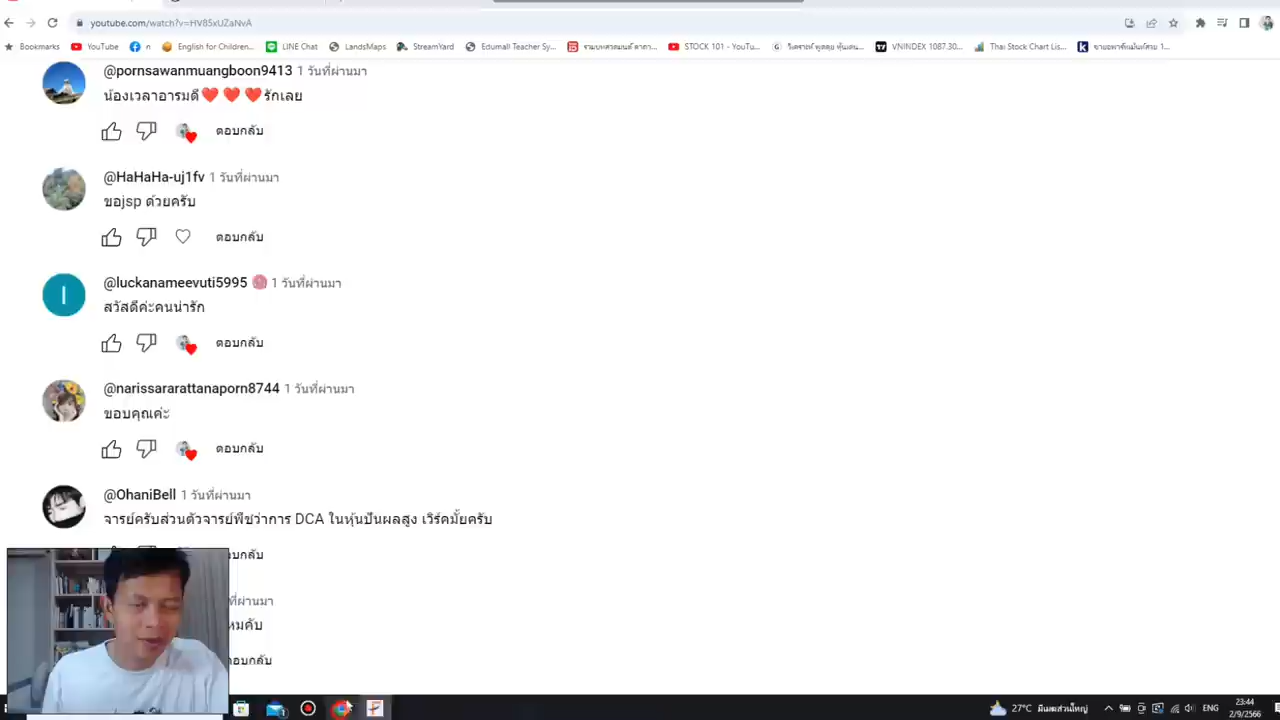 youtube.com/watch?v=HV85xUZaNvA
Bookmarks YouTube n English for Children... LINE Chat LandsMaps StreamYard Edumall Teacher Sy... STOCK 101 - YouTu... VNINDEX 1087.30... Thai Stock Chart Lis...
@pornsawanmuangboon9413 1 วันที่ผ่านมา
น้องเวลาอารมดี❤️ ❤️ ❤️รักเลย
ตอบกลับ
@HaHaHa-uj1fv 1 วันที่ผ่านมา
ขอjsp ด้วยครับ
ตอบกลับ
@luckanameevuti5995 1 วันที่ผ่านมา
I
สวัสดีค่ะคนน่ารัก
ตอบกลับ
@narissararattanaporn8744 1 วันที่ผ่านมา
ขอบคุณค่ะ
ตอบกลับ
@OhaniBell 1 วันที่ผ่านมา
จารย์ครับส่วนตัวจารย์พีชว่าการ DCA ในหุ้นปันผลสูง เวิร์คมั้ยครับ
อบกลับ
ที่ผ่านมา
หมคับ
ตอบกลับ
27°C มีเมฆส่วนใหญ่ ENG 23:44
2/9/2566